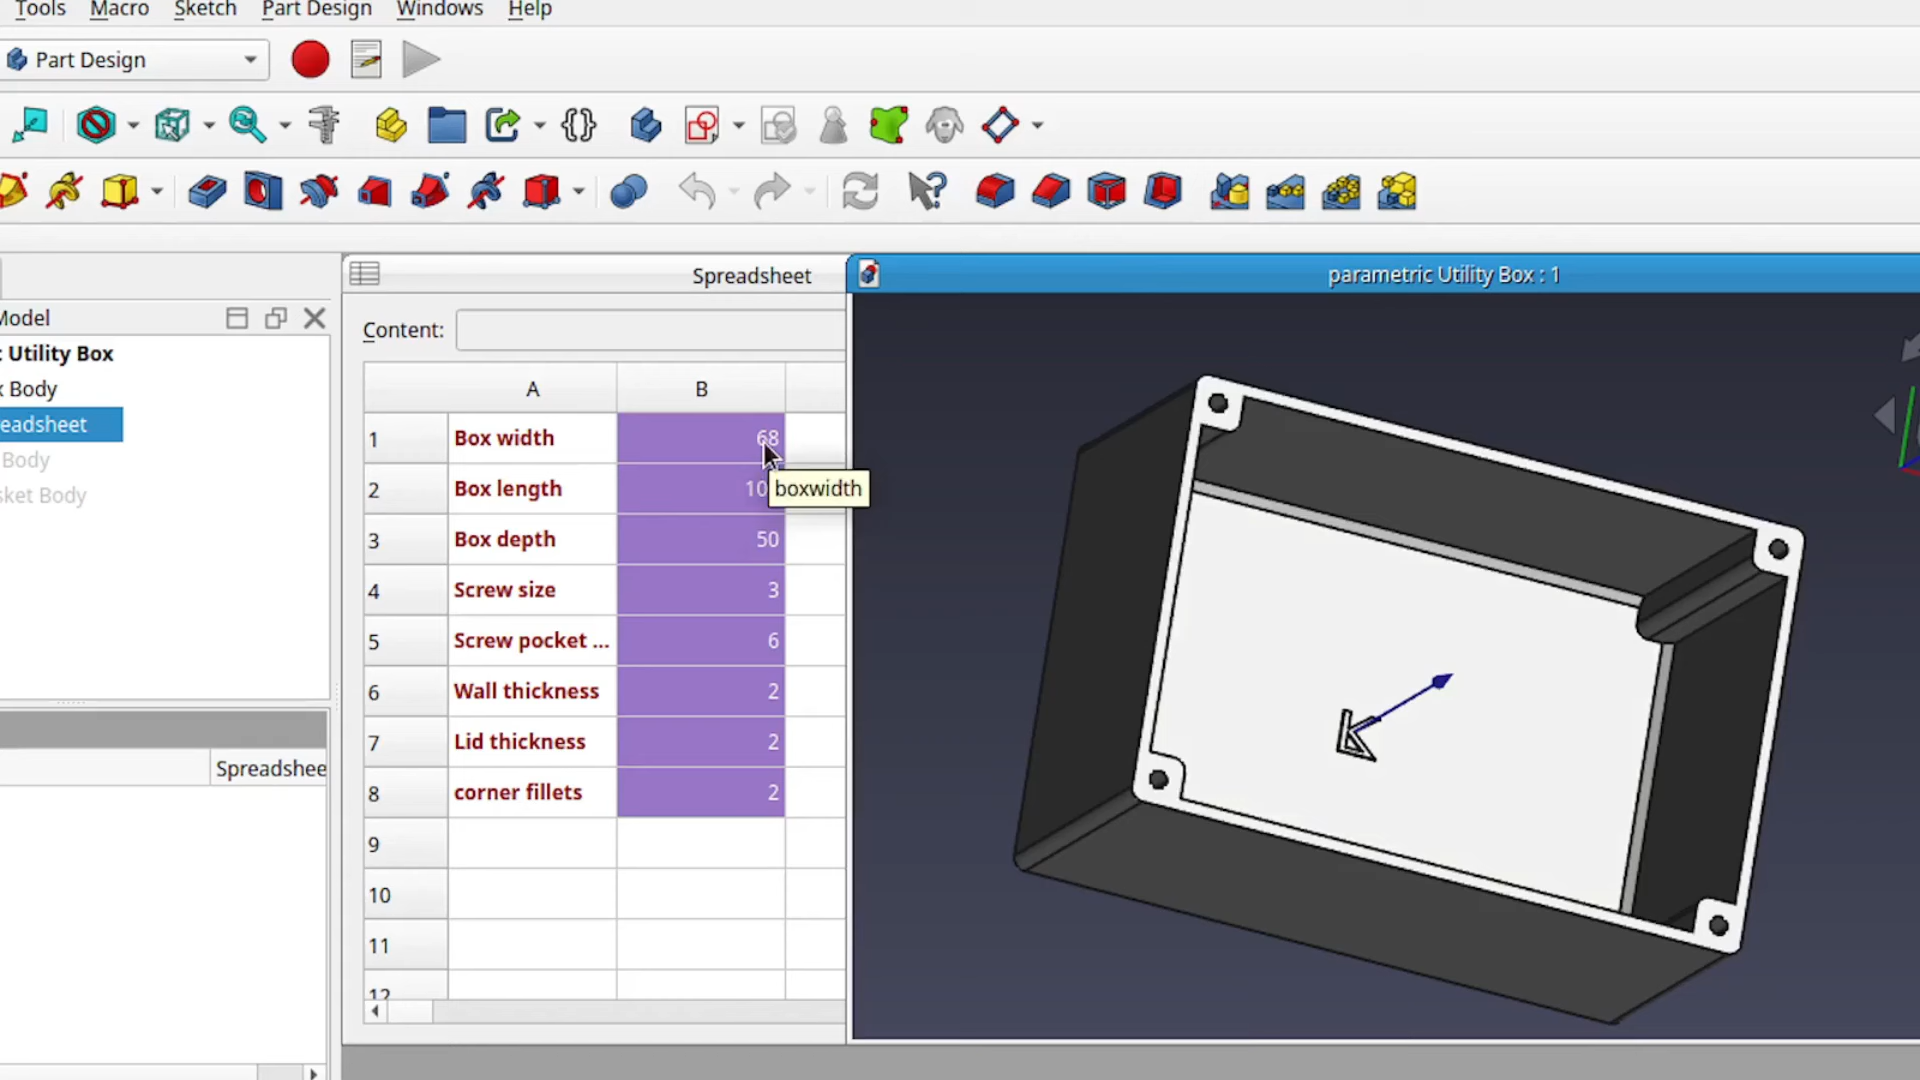 Tools Macro Sketch Part Design Windows Help
Part Design
Spreadsheet
parametric Utility Box : 1
Model
Content:
: Utility Box
x Body
eadsheet
Body
sket Body
A B
1 Box width 68
boxwidth
2 Box length 10
3 Box depth 50
4 Screw size 3
5 Screw pocket ... 6
6 Wall thickness 2
7 Lid thickness 2
8 corner fillets 2
9
10
11
12
Spreadshee